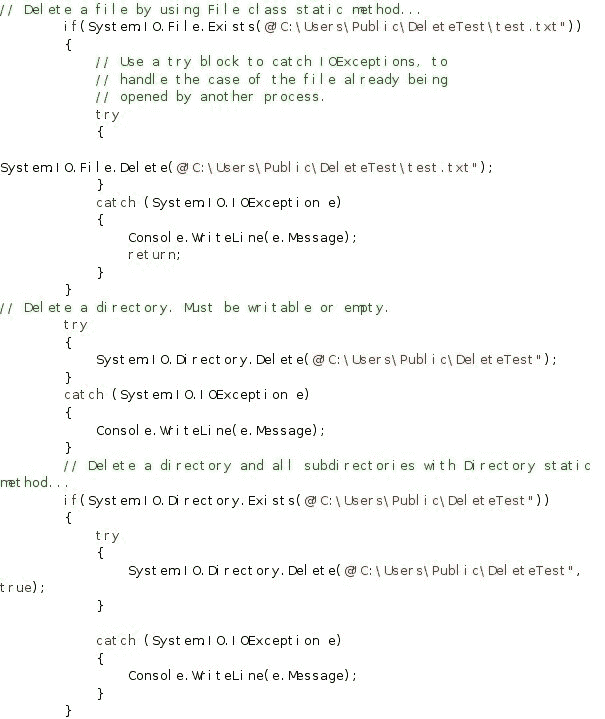 // Delete a file by using File class static method...
if(System.IO.File.Exists(@"C:\Users\Public\DeleteTest\test.txt"))
{
// Use a try block to catch IOExceptions, to
// handle the case of the file already being
// opened by another process.
try
{
System.IO.File.Delete(@"C:\Users\Public\DeleteTest\test.txt");
}
catch (System.IO.IOException e)
{
Console.WriteLine(e.Message);
return;
}
}
// Delete a directory. Must be writable or empty.
try
{
System.IO.Directory.Delete(@"C:\Users\Public\DeleteTest");
}
catch (System.IO.IOException e)
{
Console.WriteLine(e.Message);
}
// Delete a directory and all subdirectories with Directory static
method...
if(System.IO.Directory.Exists(@"C:\Users\Public\DeleteTest"))
{
try
{
System.IO.Directory.Delete(@"C:\Users\Public\DeleteTest",
true);
}
catch (System.IO.IOException e)
{
Console.WriteLine(e.Message);
}
}